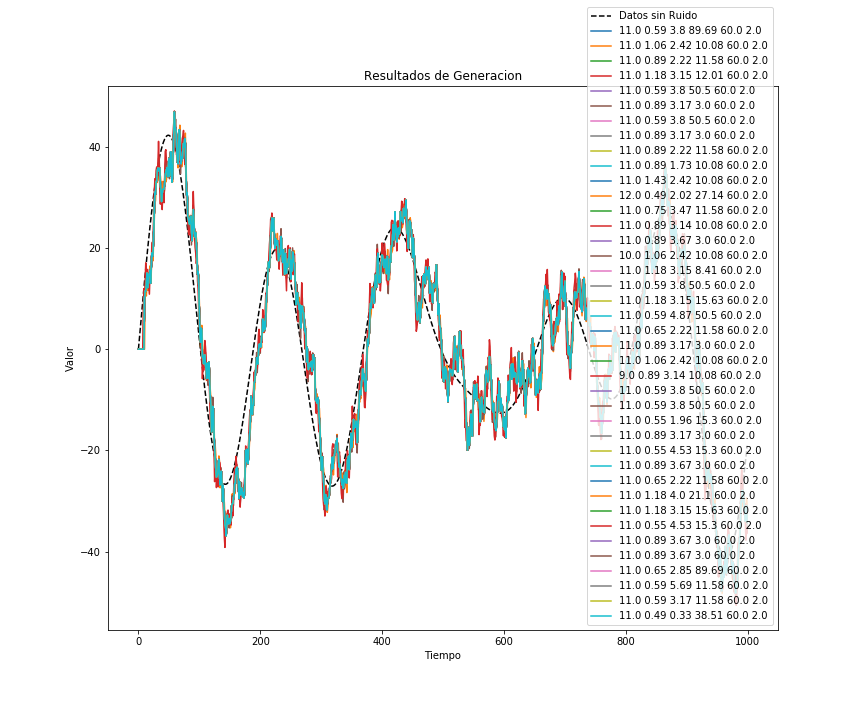 Resultados de Generacion
Datos sin Ruido
11.0 0.59 3.8 89.69 60.0 2.0
11.0 1.06 2.42 10.08 60.0 2.0
11.0 0.89 2.22 11.58 60.0 2.0
11.0 1.18 3.15 12.01 60.0 2.0
11.0 0.59 3.8 50.5 60.0 2.0
11.0 0.89 3.17 3.0 60.0 2.0
11.0 0.59 3.8 50.5 60.0 2.0
11.0 0.89 3.17 3.0 60.0 2.0
11.0 0.89 2.22 11.58 60.0 2.0
11.0 0.89 1.73 10.08 60.0 2.0
11.0 1.43 2.42 10.08 60.0 2.0
12.0 0.49 2.02 27.14 60.0 2.0
11.0 0.75 3.47 11.58 60.0 2.0
11.0 0.89 3.14 10.08 60.0 2.0
11.0 0.89 3.67 3.0 60.0 2.0
10.0 1.06 2.42 10.08 60.0 2.0
11.0 1.18 3.15 8.41 60.0 2.0
11.0 0.59 3.8 50.5 60.0 2.0
11.0 1.18 3.15 15.63 60.0 2.0
11.0 0.59 4.87 50.5 60.0 2.0
11.0 0.65 2.22 11.58 60.0 2.0
11.0 0.89 3.17 3.0 60.0 2.0
11.0 1.06 2.42 10.08 60.0 2.0
9.0 0.89 3.14 10.08 60.0 2.0
11.0 0.59 3.8 50.5 60.0 2.0
11.0 0.59 3.8 50.5 60.0 2.0
11.0 0.55 1.96 15.3 60.0 2.0
11.0 0.89 3.17 3.0 60.0 2.0
11.0 0.55 4.53 15.3 60.0 2.0
11.0 0.89 3.67 3.0 60.0 2.0
11.0 0.65 2.22 11.58 60.0 2.0
11.0 1.18 4.0 21.1 60.0 2.0
11.0 1.18 3.15 15.63 60.0 2.0
11.0 0.55 4.53 15.3 60.0 2.0
11.0 0.89 3.67 3.0 60.0 2.0
11.0 0.89 3.67 3.0 60.0 2.0
11.0 0.65 2.85 89.69 60.0 2.0
11.0 0.59 5.69 11.58 60.0 2.0
11.0 0.59 3.17 11.58 60.0 2.0
11.0 0.49 0.33 38.51 60.0 2.0
Valor
40
20
0
−20
−40
0 200 400 600 800 1000
Tiempo